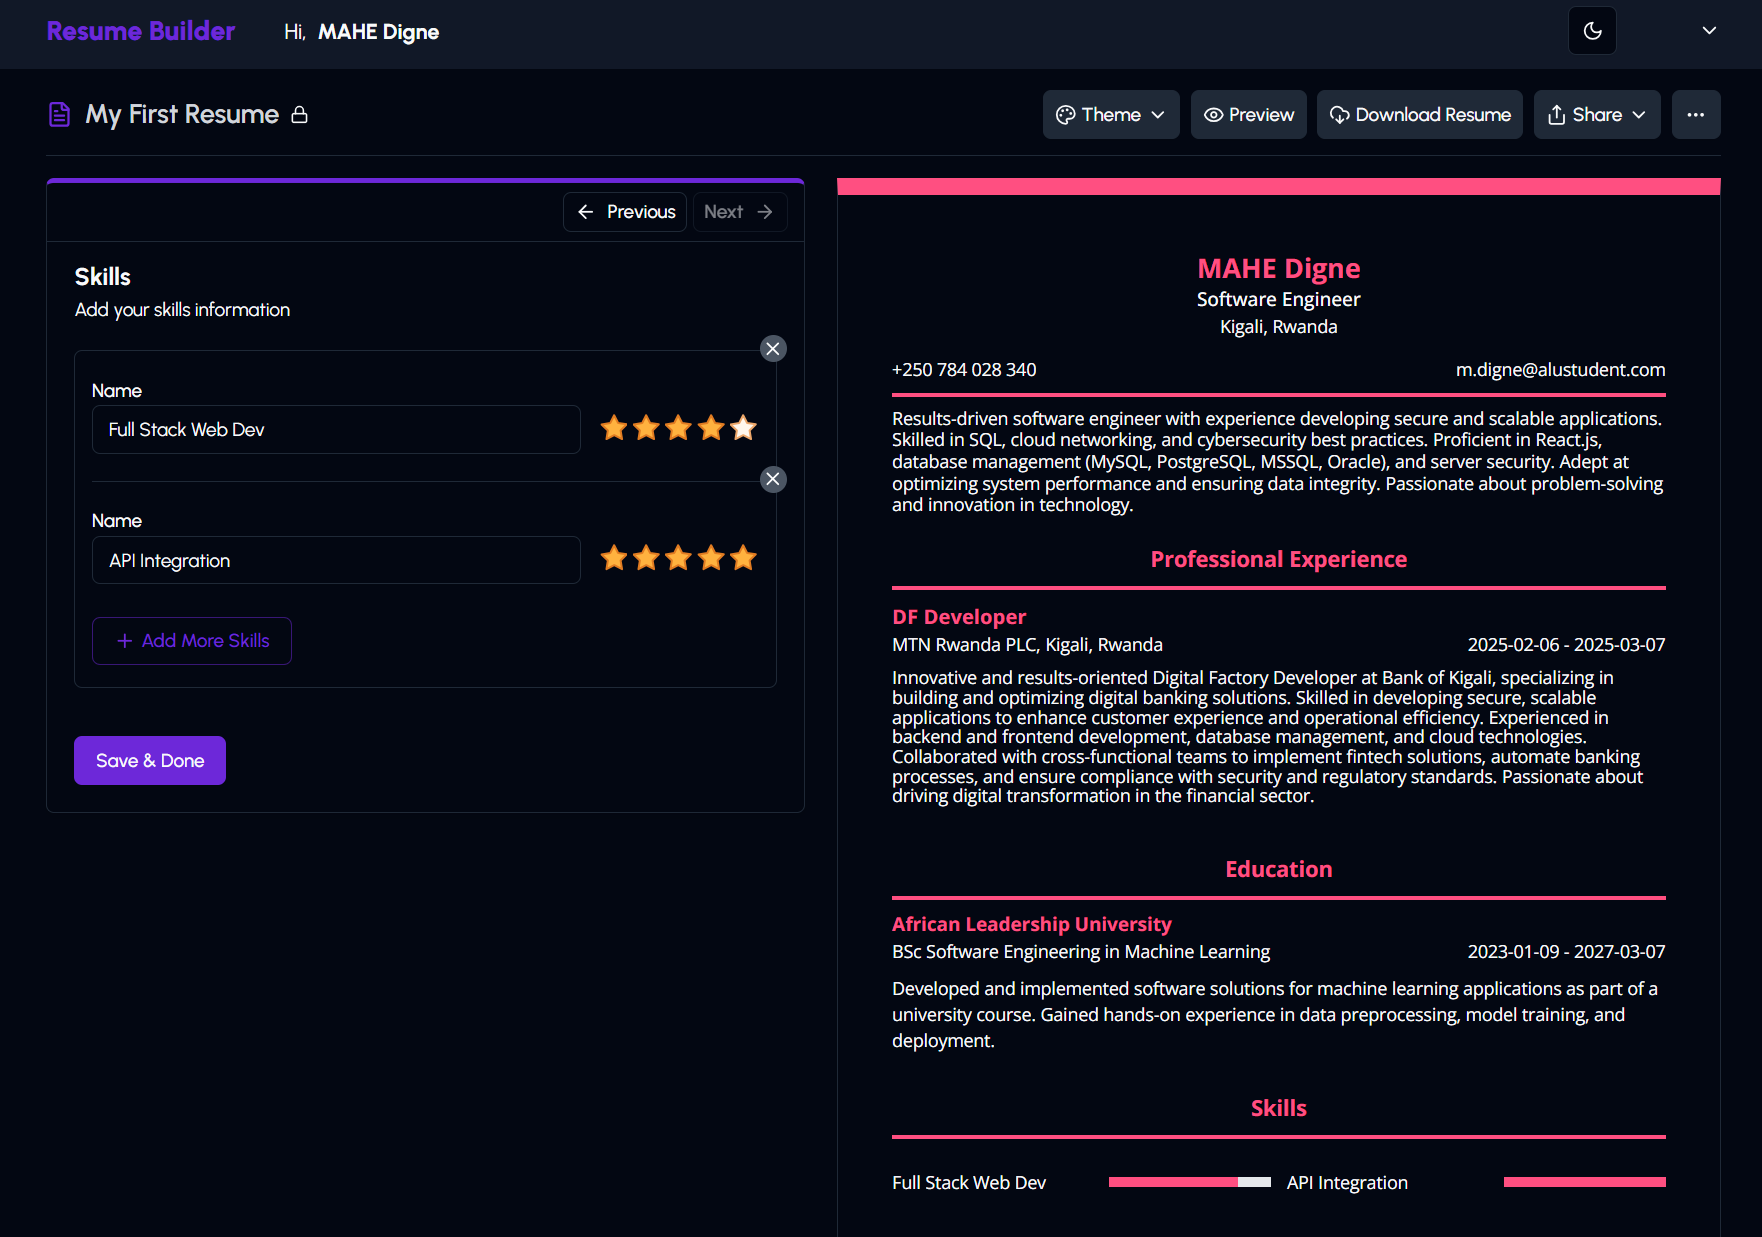 Resume Builder
Hi, MAHE Digne
My First Resume
Theme
Preview
Download Resume
Share
Previous
Next
Skills
Add your skills information
Name
Full Stack Web Dev
Name
API Integration
+ Add More Skills
Save & Done
MAHE Digne
Software Engineer
Kigali, Rwanda
+250 784 028 340
m.digne@alustudent.com
Results-driven software engineer with experience developing secure and scalable applications.
Skilled in SQL, cloud networking, and cybersecurity best practices. Proficient in React.js,
database management (MySQL, PostgreSQL, MSSQL, Oracle), and server security. Adept at
optimizing system performance and ensuring data integrity. Passionate about problem-solving
and innovation in technology.
Professional Experience
DF Developer
MTN Rwanda PLC, Kigali, Rwanda
2025-02-06 - 2025-03-07
Innovative and results-oriented Digital Factory Developer at Bank of Kigali, specializing in
building and optimizing digital banking solutions. Skilled in developing secure, scalable
applications to enhance customer experience and operational efficiency. Experienced in
backend and frontend development, database management, and cloud technologies.
Collaborated with cross-functional teams to implement fintech solutions, automate banking
processes, and ensure compliance with security and regulatory standards. Passionate about
driving digital transformation in the financial sector.
Education
African Leadership University
BSc Software Engineering in Machine Learning
2023-01-09 - 2027-03-07
Developed and implemented software solutions for machine learning applications as part of a
university course. Gained hands-on experience in data preprocessing, model training, and
deployment.
Skills
Full Stack Web Dev
API Integration